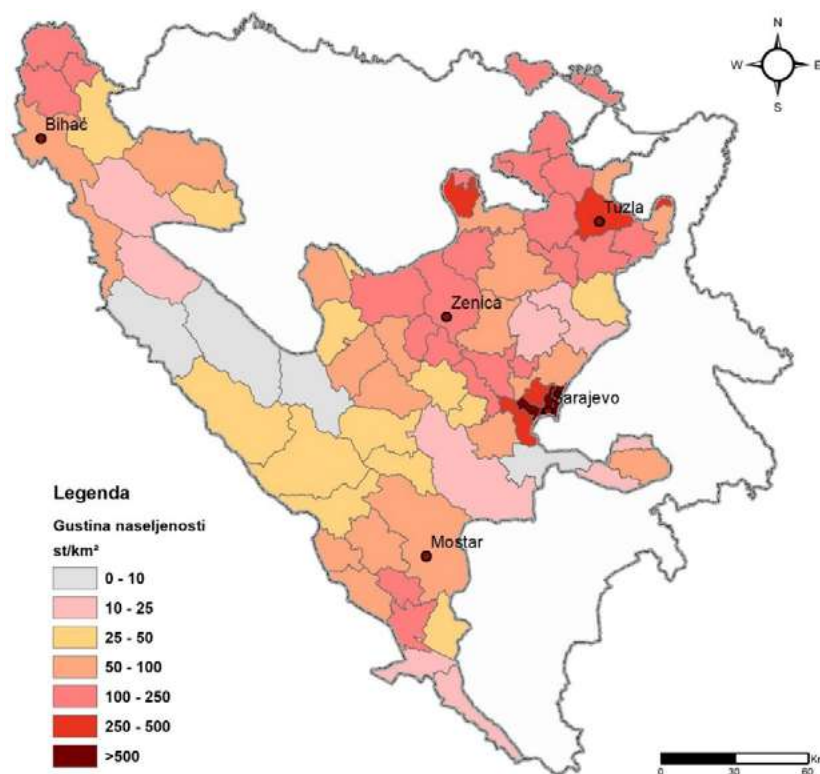 N
W E
S
Bihać
Tuzla
Zenica
Sarajevo
Mostar
Legenda
Gustina naseljenosti
st/km²
0 - 10
10 - 25
25 - 50
50 - 100
100 - 250
250 - 500
>500
0 30 60